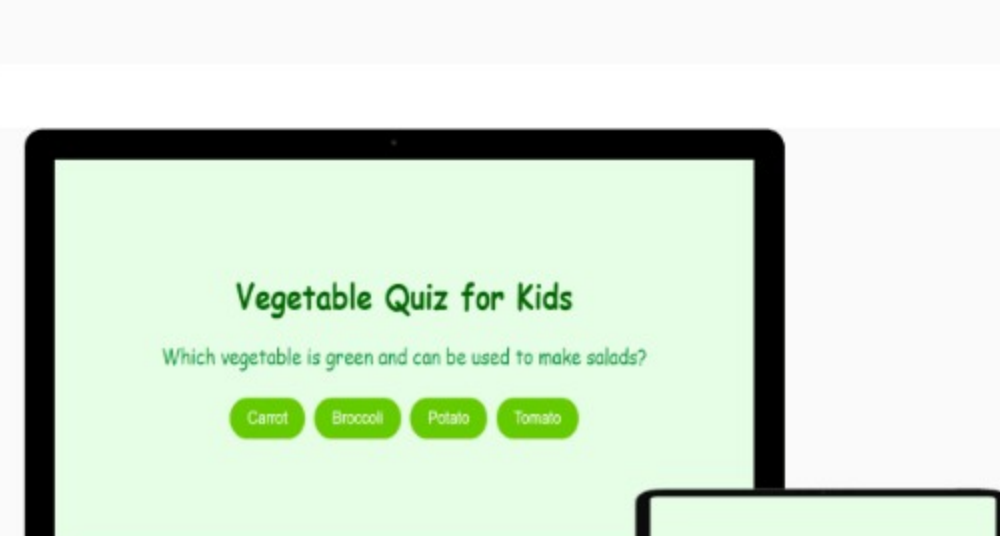 Vegetable Quiz for Kids
Which vegetable is green and can be used to make salads?
Carrot Broccoli Potato Tomato